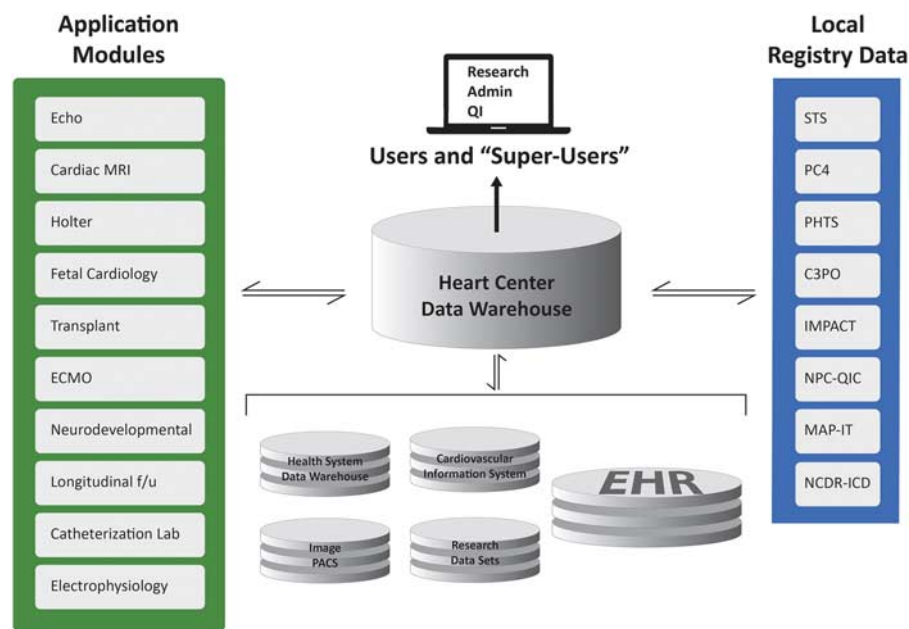 Application
Modules
Echo
Cardiac MRI
Holter
Fetal Cardiology
Transplant
ECMO
Neurodevelopmental
Longitudinal f/u
Catheterization Lab
Electrophysiology
Research
Admin
QI
Users and “Super-Users”
Heart Center
Data Warehouse
Health System
Data Warehouse
Cardiovascular
Information System
Image
PACS
Research
Data Sets
EHR
Local
Registry Data
STS
PC4
PHTS
C3PO
IMPACT
NPC-QIC
MAP-IT
NCDR-ICD